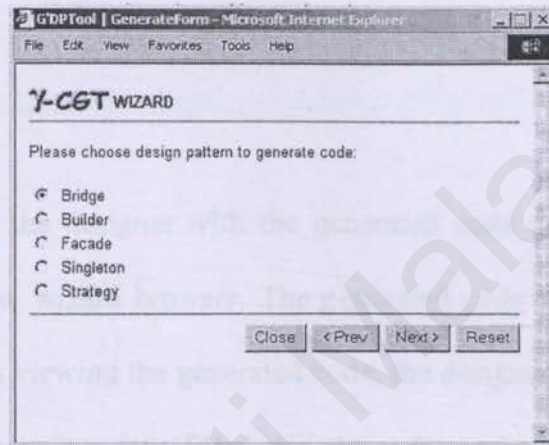 G'DPTool | GenerateForm - Microsoft Internet Explorer
File Edit View Favorites Tools Help
γ-CGT WIZARD
Please choose design pattern to generate code:
Bridge
Builder
Facade
Singleton
Strategy
Close < Prev Next > Reset